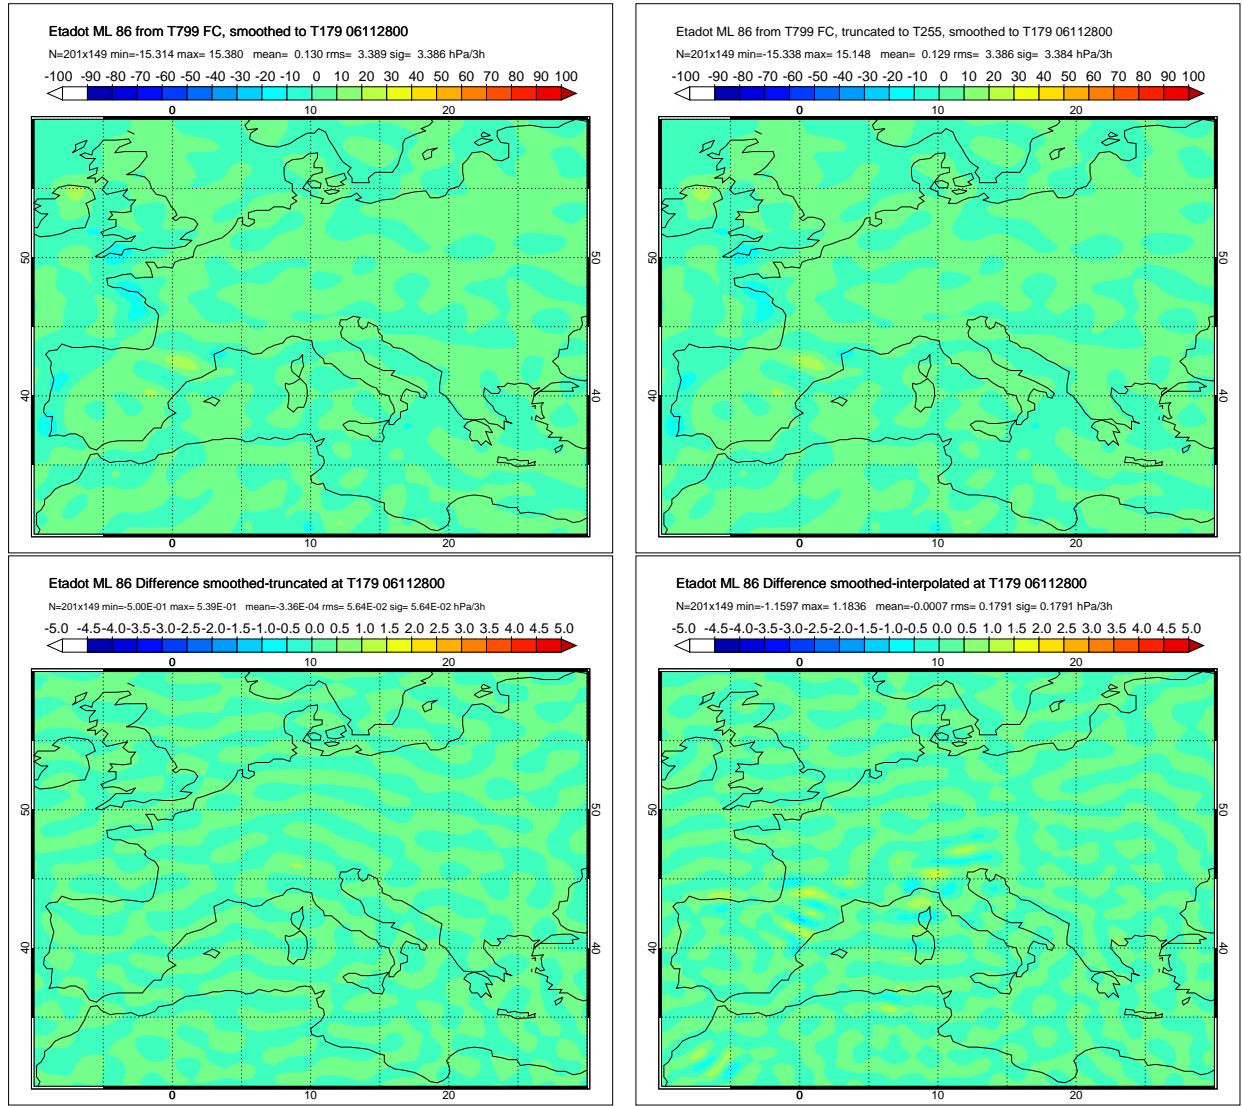 Etadot ML 86 from T799 FC, smoothed to T179 06112800
N=201x149 min=-15.314 max= 15.380 mean= 0.130 rms= 3.389 sig= 3.386 hPa/3h
-100 -90 -80 -70 -60 -50 -40 -30 -20 -10 0 10 20 30 40 50 60 70 80 90 100
0 10 20
50
50
40
40
0 10 20
Etadot ML 86 from T799 FC, truncated to T255, smoothed to T179 06112800
N=201x149 min=-15.338 max= 15.148 mean= 0.129 rms= 3.386 sig= 3.384 hPa/3h
-100 -90 -80 -70 -60 -50 -40 -30 -20 -10 0 10 20 30 40 50 60 70 80 90 100
0 10 20
50
50
40
40
0 10 20
Etadot ML 86 Difference smoothed-truncated at T179 06112800
N=201x149 min=-5.00E-01 max= 5.39E-01 mean=-3.36E-04 rms= 5.64E-02 sig= 5.64E-02 hPa/3h
-5.0 -4.5 -4.0 -3.5 -3.0 -2.5 -2.0 -1.5 -1.0 -0.5 0.0 0.5 1.0 1.5 2.0 2.5 3.0 3.5 4.0 4.5 5.0
0 10 20
50
50
40
40
0 10 20
Etadot ML 86 Difference smoothed-interpolated at T179 06112800
N=201x149 min=-1.1597 max= 1.1836 mean=-0.0007 rms= 0.1791 sig= 0.1791 hPa/3h
-5.0 -4.5 -4.0 -3.5 -3.0 -2.5 -2.0 -1.5 -1.0 -0.5 0.0 0.5 1.0 1.5 2.0 2.5 3.0 3.5 4.0 4.5 5.0
0 10 20
50
50
40
40
0 10 20